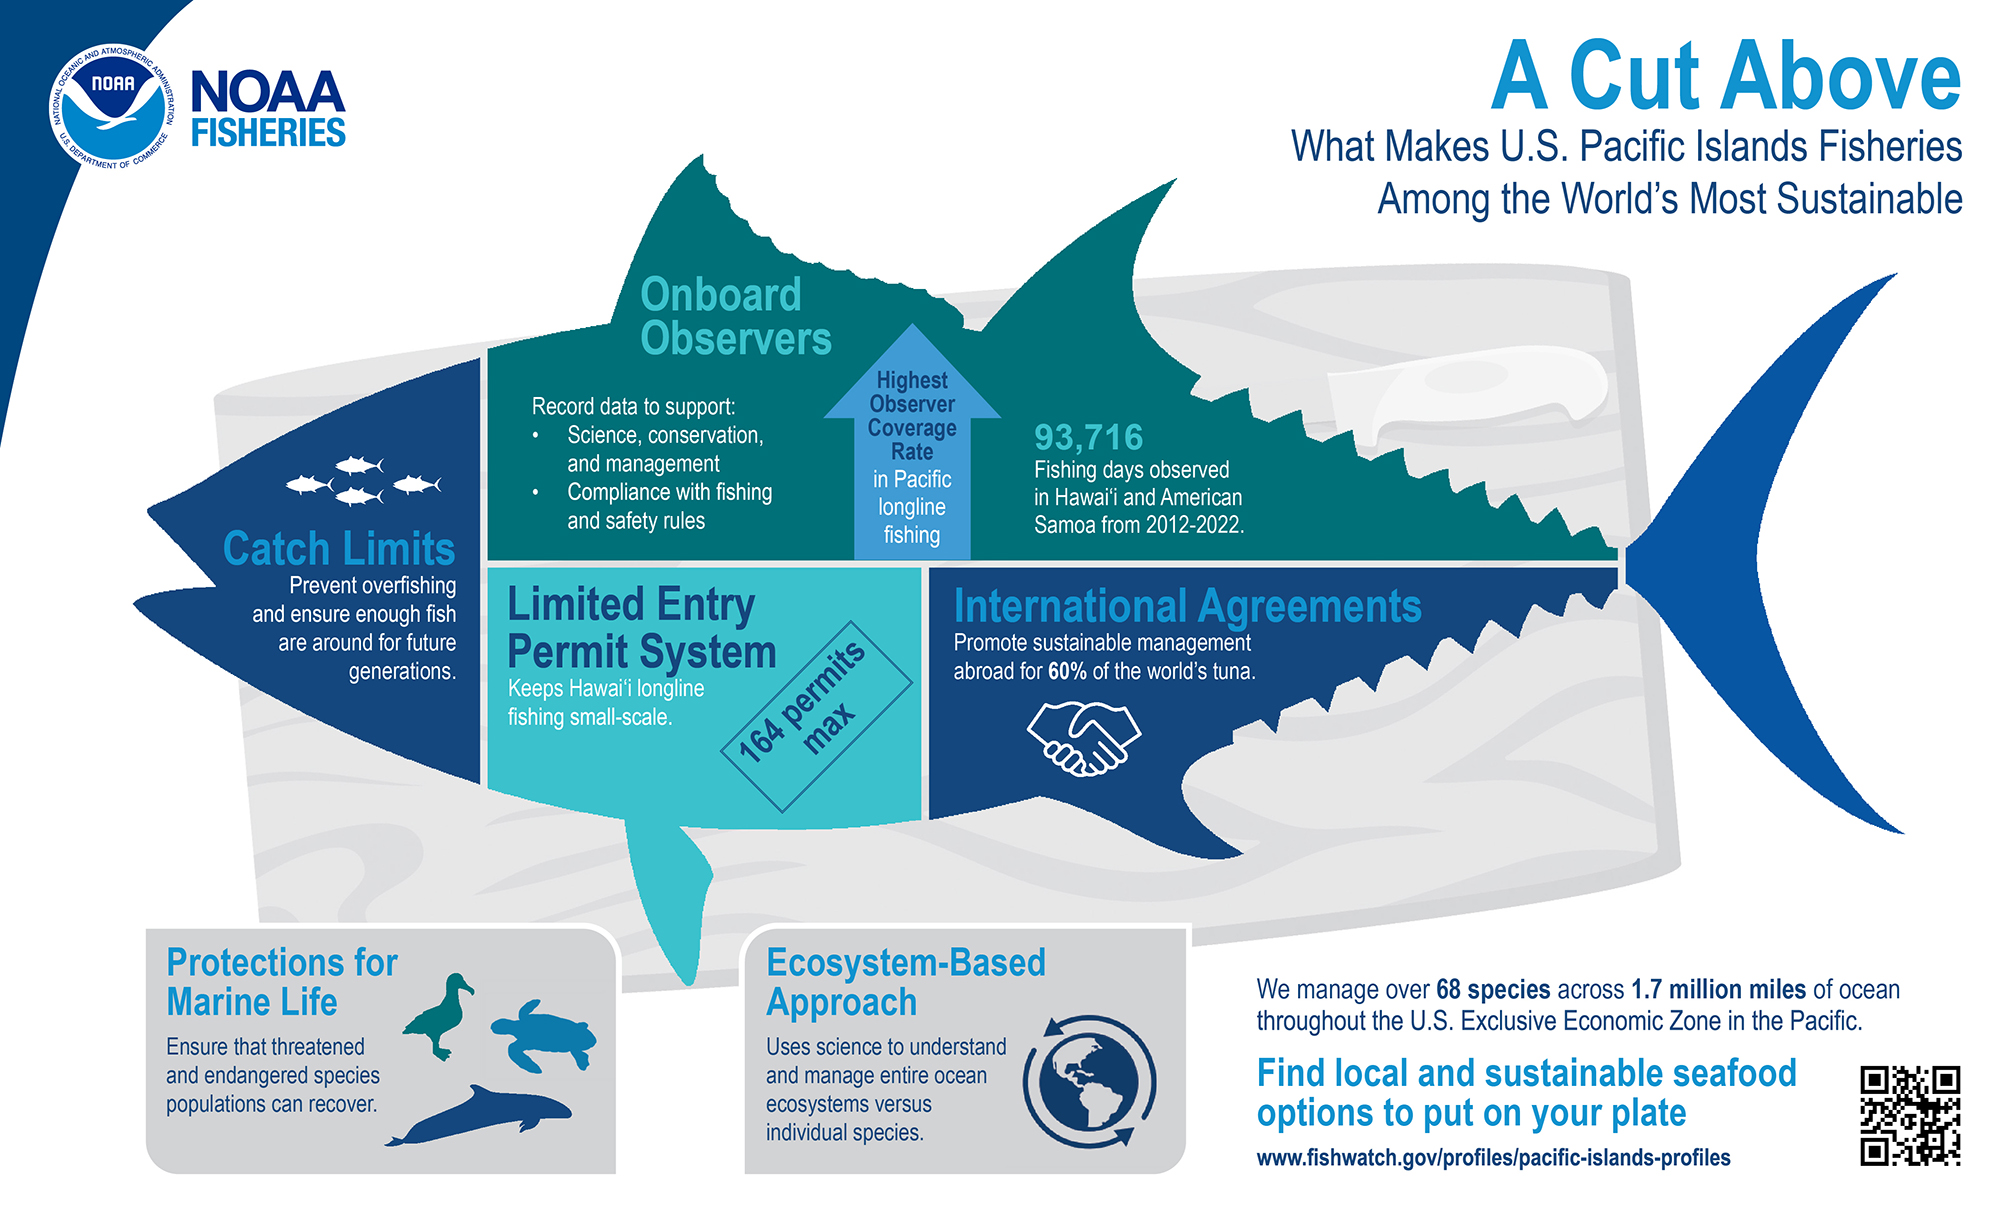 NATIONAL OCEANIC AND ATMOSPHERIC ADMINISTRATION
U.S. DEPARTMENT OF COMMERCE
NOAA
NOAA
FISHERIES
A Cut Above
What Makes U.S. Pacific Islands Fisheries
Among the World's Most Sustainable
Onboard
Observers
Record data to support:
• Science, conservation,
and management
• Compliance with fishing
and safety rules
Highest
Observer
Coverage
Rate
in Pacific
longline
fishing
93,716
Fishing days observed
in Hawaiʻi and American
Samoa from 2012-2022.
Catch Limits
Prevent overfishing
and ensure enough fish
are around for future
generations.
Limited Entry
Permit System
Keeps Hawaiʻi longline
fishing small-scale.
164 permits
max
International Agreements
Promote sustainable management
abroad for 60% of the world's tuna.
Protections for
Marine Life
Ensure that threatened
and endangered species
populations can recover.
Ecosystem-Based
Approach
Uses science to understand
and manage entire ocean
ecosystems versus
individual species.
We manage over 68 species across 1.7 million miles of ocean
throughout the U.S. Exclusive Economic Zone in the Pacific.
Find local and sustainable seafood
options to put on your plate
www.fishwatch.gov/profiles/pacific-islands-profiles